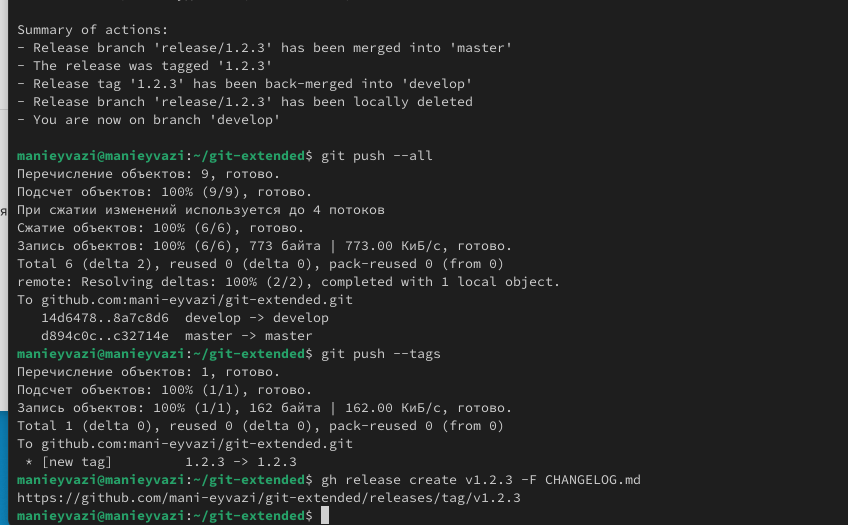 Summary of actions:
- Release branch 'release/1.2.3' has been merged into 'master'
- The release was tagged '1.2.3'
- Release tag '1.2.3' has been back-merged into 'develop'
- Release branch 'release/1.2.3' has been locally deleted
- You are now on branch 'develop'
manieyvazi@manieyvazi:~/git-extended$ git push --all
Перечисление объектов: 9, готово.
Подсчет объектов: 100% (9/9), готово.
При сжатии изменений используется до 4 потоков
Сжатие объектов: 100% (6/6), готово.
Запись объектов: 100% (6/6), 773 байта | 773.00 КиБ/с, готово.
Total 6 (delta 2), reused 0 (delta 0), pack-reused 0 (from 0)
remote: Resolving deltas: 100% (2/2), completed with 1 local object.
To github.com:mani-eyvazi/git-extended.git
   14d6478..8a7c8d6  develop -> develop
   d894c0c..c32714e  master -> master
manieyvazi@manieyvazi:~/git-extended$ git push --tags
Перечисление объектов: 1, готово.
Подсчет объектов: 100% (1/1), готово.
Запись объектов: 100% (1/1), 162 байта | 162.00 КиБ/с, готово.
Total 1 (delta 0), reused 0 (delta 0), pack-reused 0 (from 0)
To github.com:mani-eyvazi/git-extended.git
 * [new tag]         1.2.3 -> 1.2.3
manieyvazi@manieyvazi:~/git-extended$ gh release create v1.2.3 -F CHANGELOG.md
https://github.com/mani-eyvazi/git-extended/releases/tag/v1.2.3
manieyvazi@manieyvazi:~/git-extended$
я